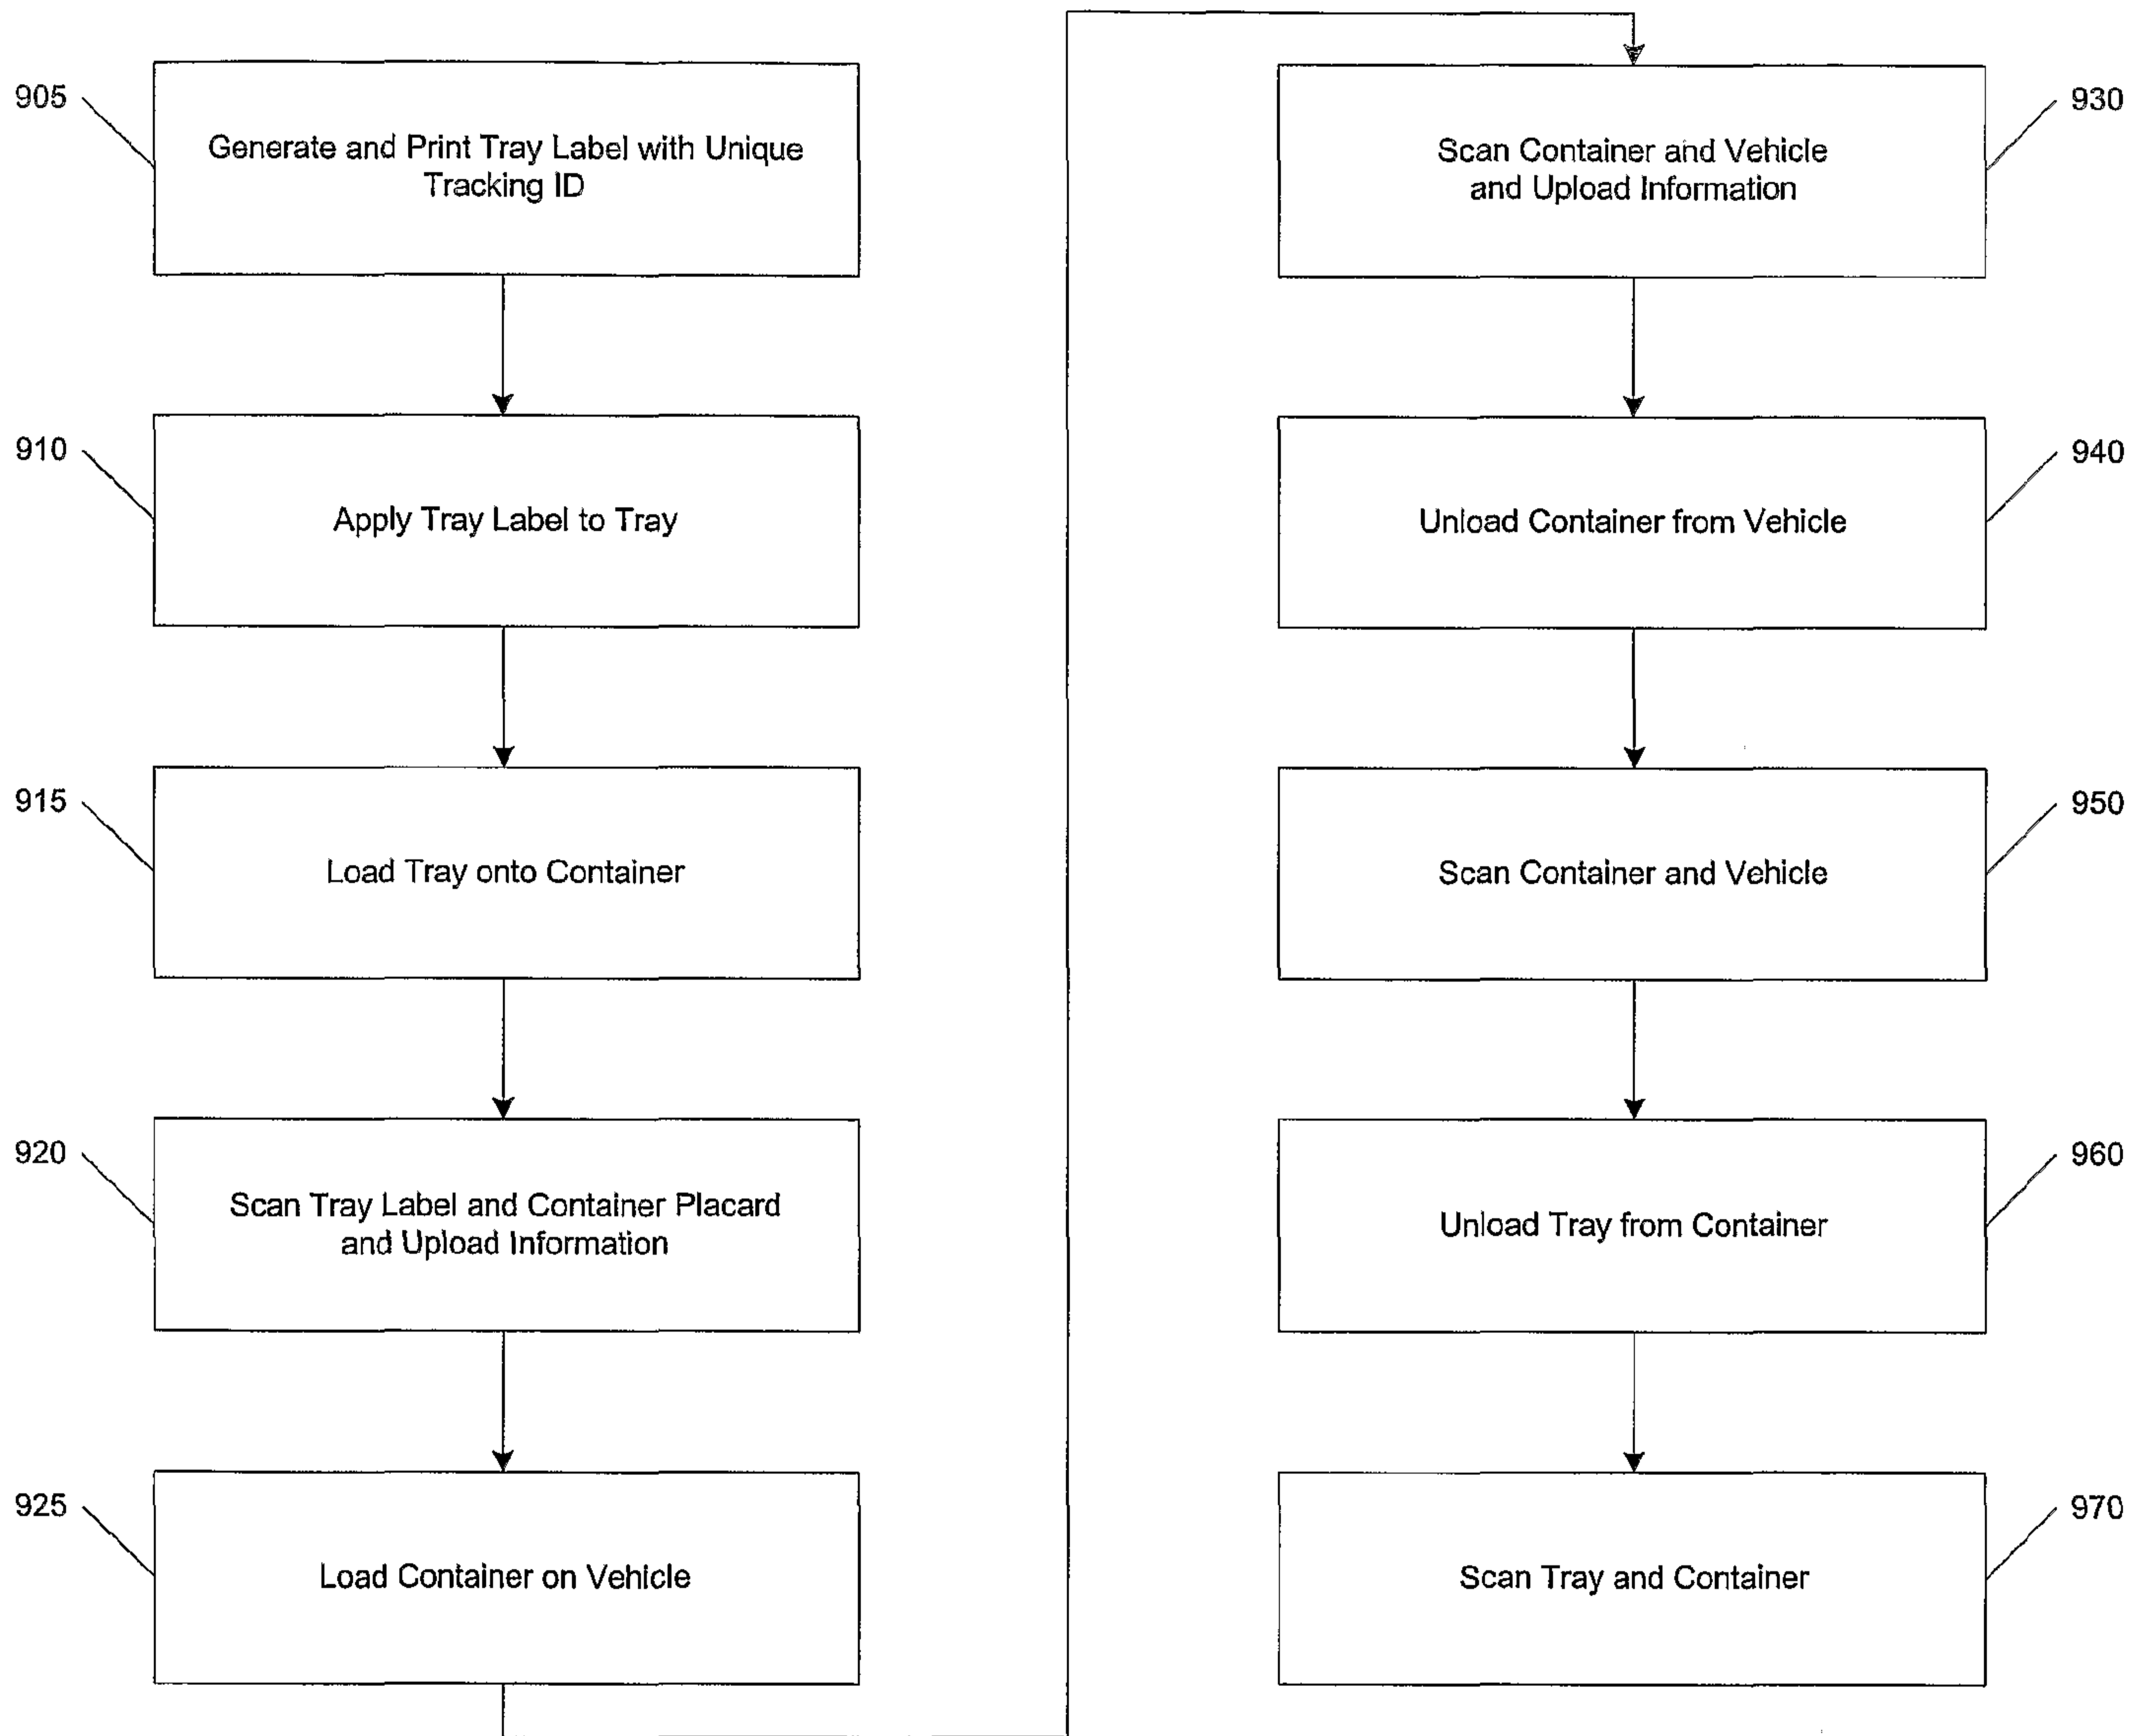 905
Generate and Print Tray Label with Unique
Tracking ID
910
Apply Tray Label to Tray
915
Load Tray onto Container
920
Scan Tray Label and Container Placard
and Upload Information
925
Load Container on Vehicle
930
Scan Container and Vehicle
and Upload Information
940
Unload Container from Vehicle
950
Scan Container and Vehicle
960
Unload Tray from Container
970
Scan Tray and Container